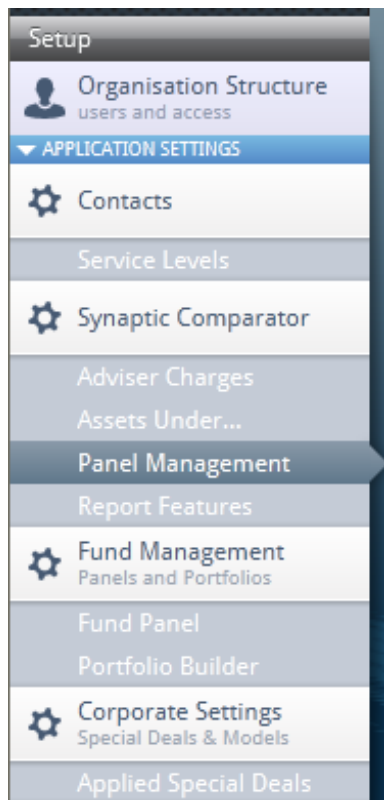 Setup
Organisation Structure
users and access
APPLICATION SETTINGS
Contacts
Service Levels
Synaptic Comparator
Adviser Charges
Assets Under...
Panel Management
Report Features
Fund Management
Panels and Portfolios
Fund Panel
Portfolio Builder
Corporate Settings
Special Deals & Models
Applied Special Deals